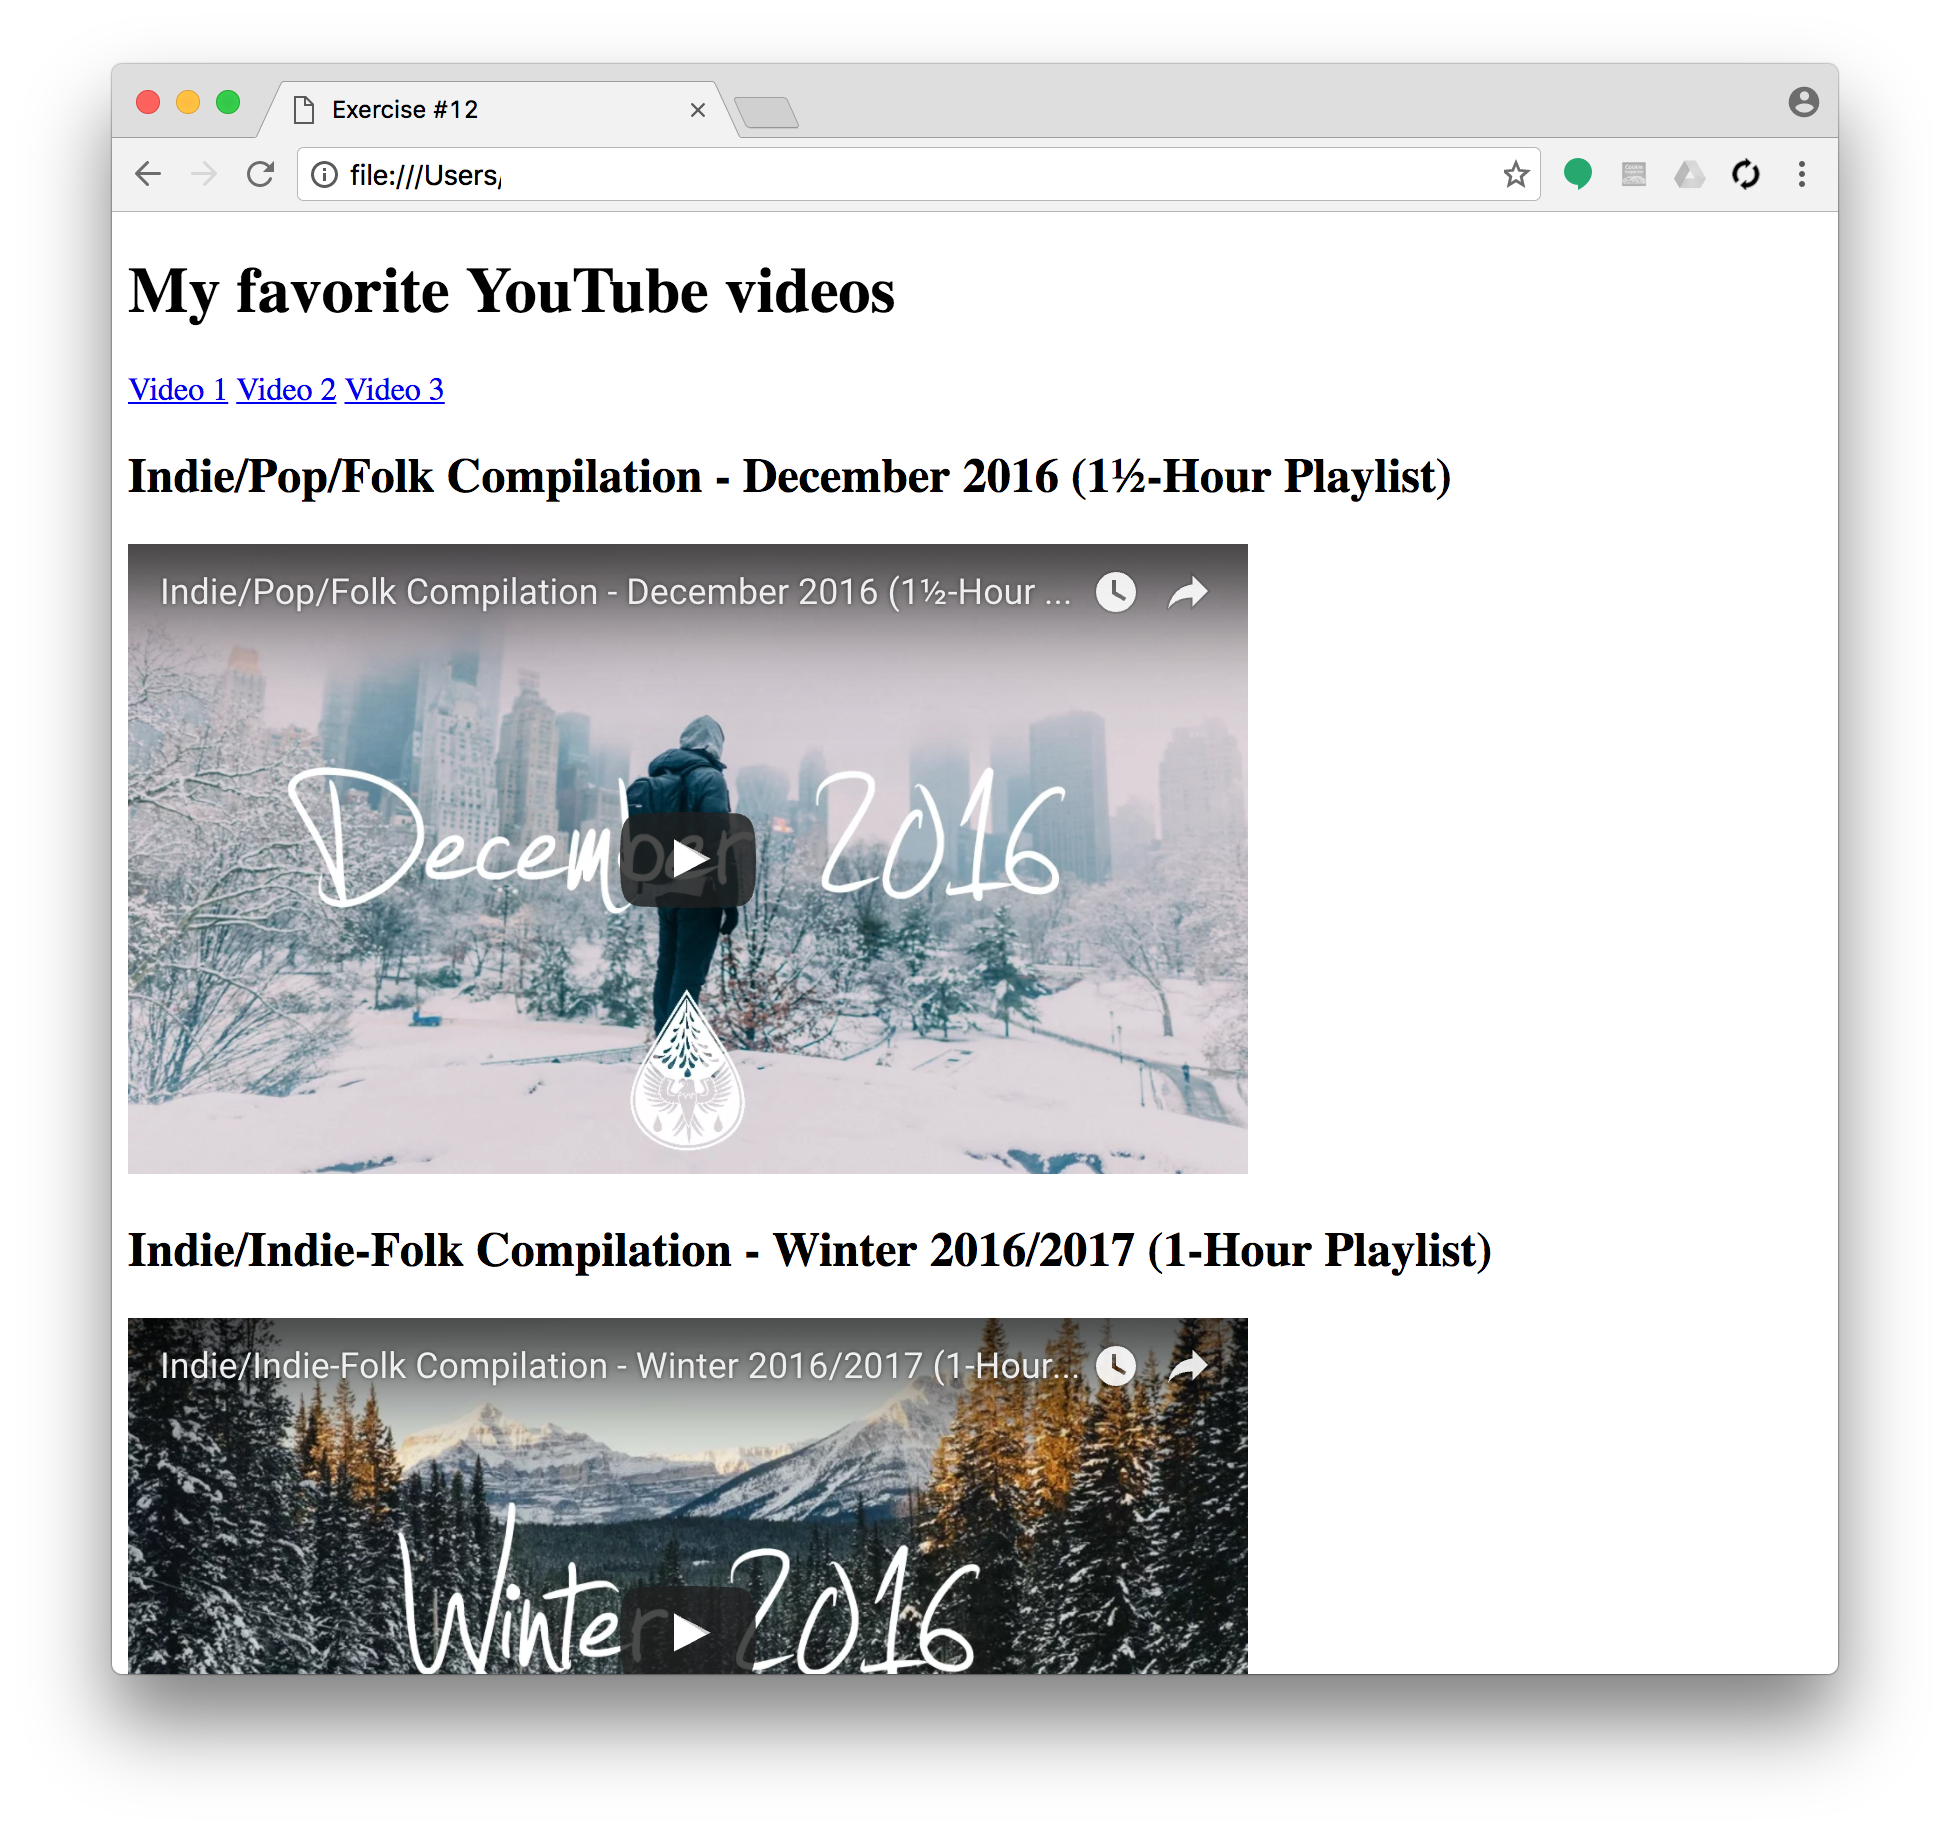 Exercise #12
file:///Users/
My favorite YouTube videos
Video 1 Video 2 Video 3
Indie/Pop/Folk Compilation - December 2016 (1½-Hour Playlist)
Indie/Pop/Folk Compilation - December 2016 (1½-Hour ...
December 2016
Indie/Indie-Folk Compilation - Winter 2016/2017 (1-Hour Playlist)
Indie/Indie-Folk Compilation - Winter 2016/2017 (1-Hour...
Winter 2016